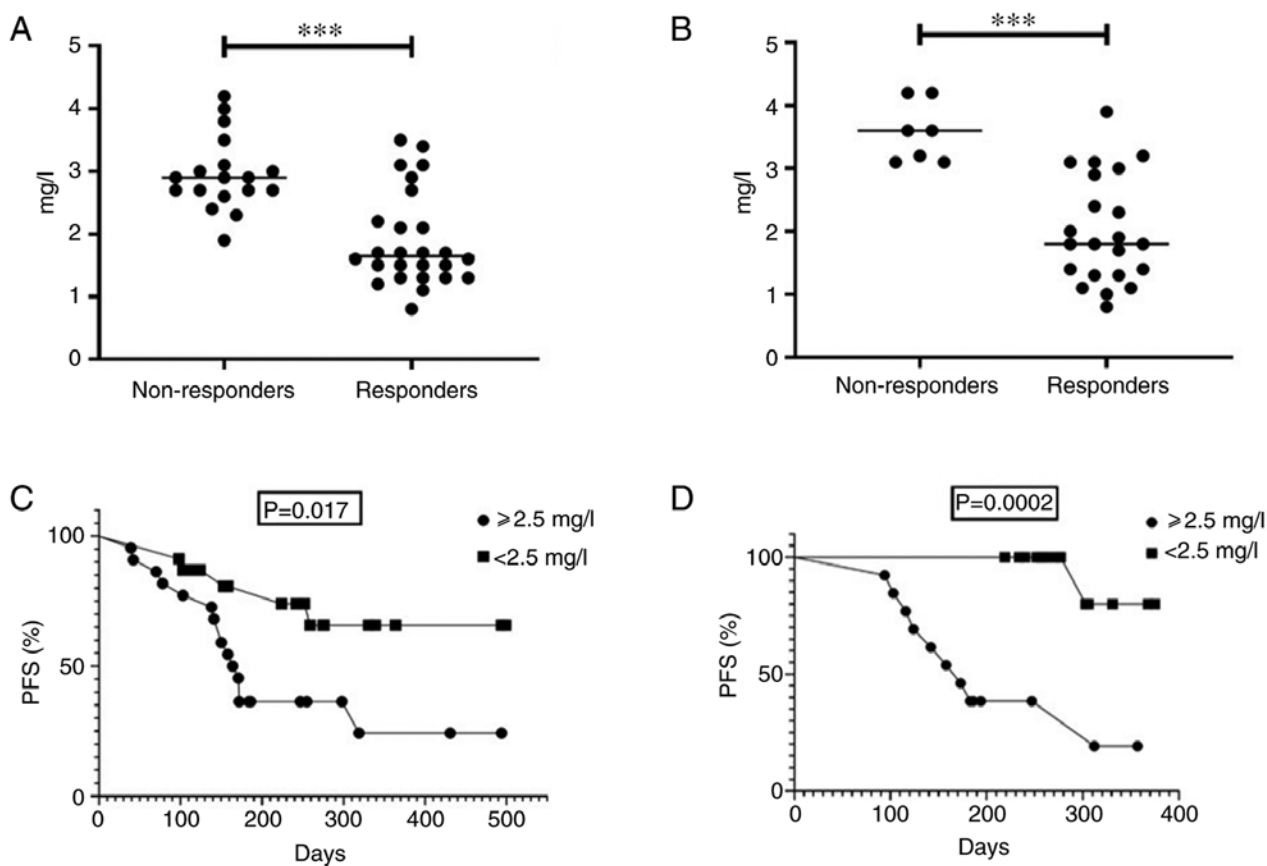 A
***
5
4
3
2
1
0
mg/l
Non-responders
Responders
B
***
5
4
3
2
1
0
mg/l
Non-responders
Responders
C
P=0.017
⩾2.5 mg/l
<2.5 mg/l
100
50
0
PFS (%)
0 100 200 300 400 500
Days
D
P=0.0002
⩾2.5 mg/l
<2.5 mg/l
100
50
0
PFS (%)
0 100 200 300 400
Days